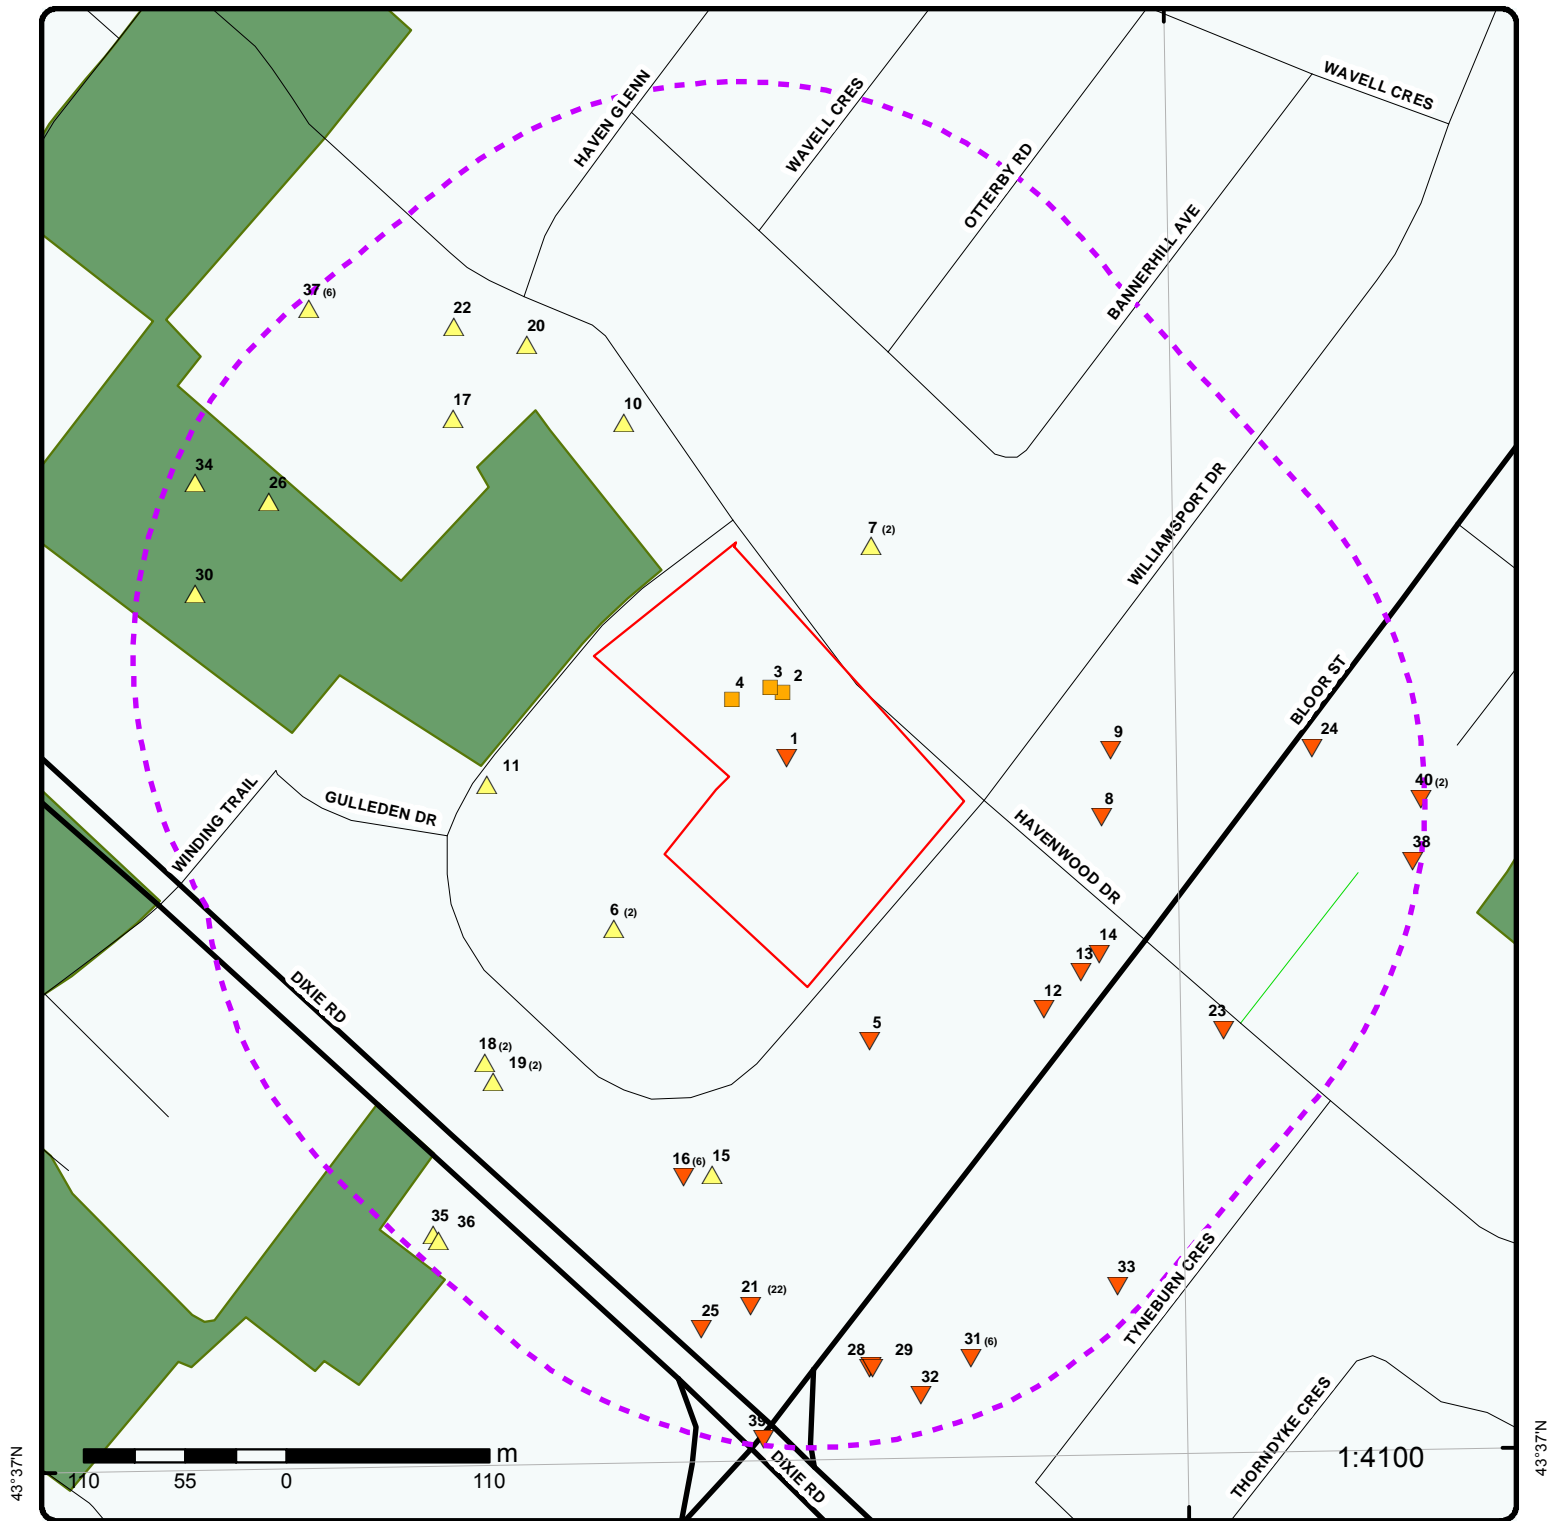 WAVELL CRES
HAVEN GLENN
WAVELL CRES
OTTERBY RD
BANNERHILL AVE
37 (6)
22
20
17
10
34
26
7 (2)
WILLIAMSPORT DR
30
BLOOR ST
4
3
2
1
9
24
11
40 (2)
WINDING TRAIL
GULLEDEN DR
8
HAVENWOOD DR
38
6 (2)
14
13
12
DIXIE RD
5
23
18 (2)
19 (2)
16 (6)
15
35
36
TYNEBURN CRES
33
21 (22)
25
28
29
31 (6)
32
THORNDYKE CRES
39
DIXIE RD
m
110
55
0
110
1:4100
43°37'N
43°37'N